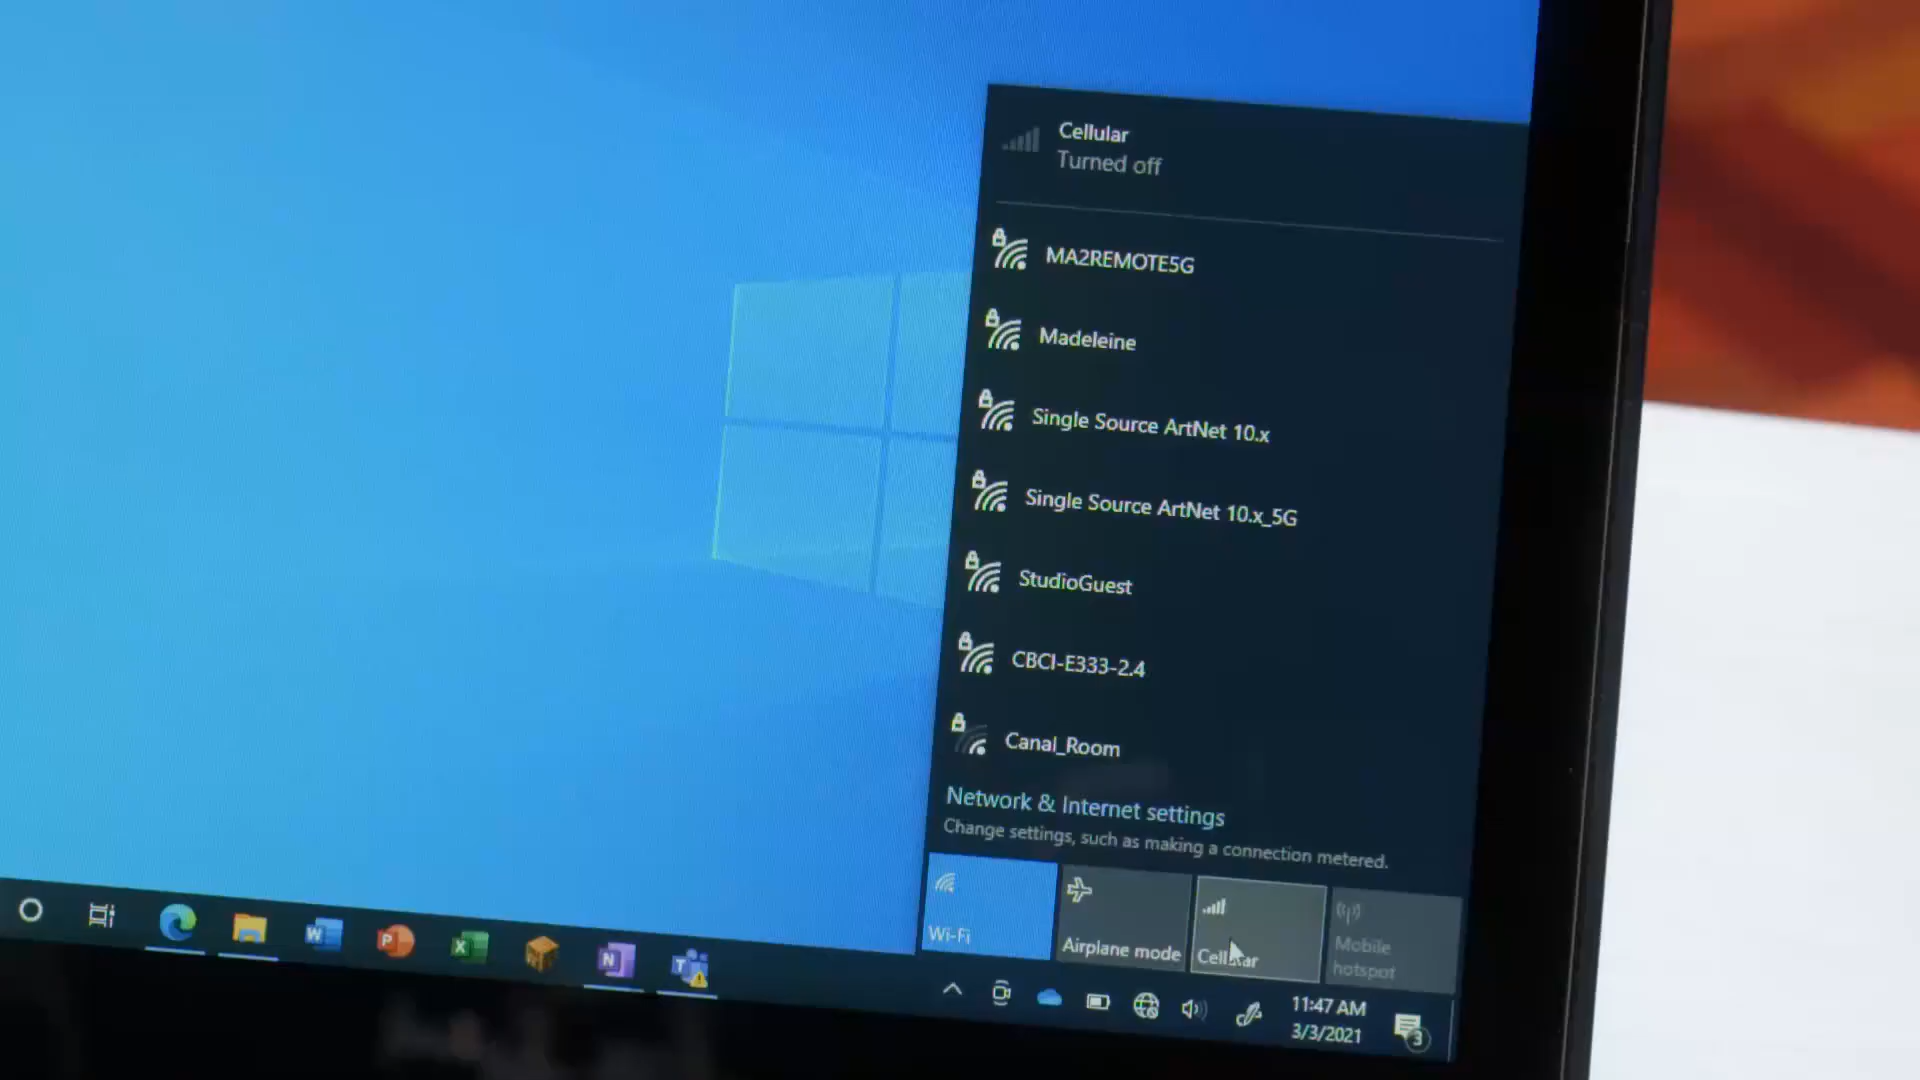 Cellular
Turned off
MA2REMOTE5G
Madeleine
Single Source ArtNet 10.x
Single Source ArtNet 10.x_5G
StudioGuest
CBCI-E333-2.4
Canal_Room
Network & Internet settings
Change settings, such as making a connection metered.
Wi-Fi
Airplane mode
Cellular
Mobile
hotspot
W
P
X
N
T
11:47 AM
3/3/2021
3